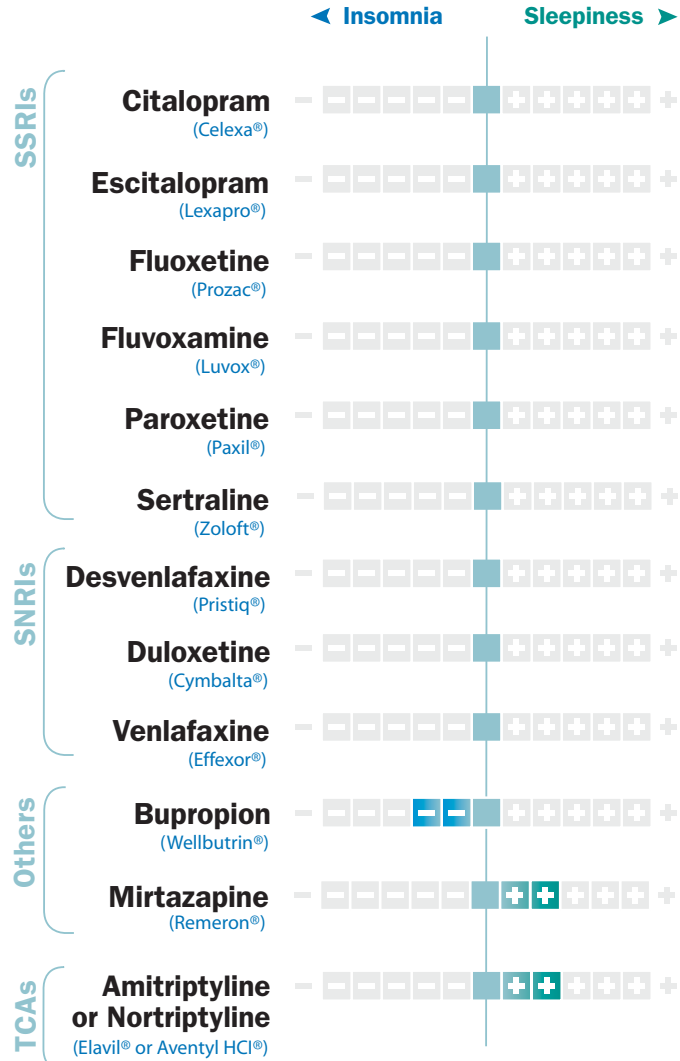 Insomnia Sleepiness
SSRIs
Citalopram
(Celexa®)
Escitalopram
(Lexapro®)
Fluoxetine
(Prozac®)
Fluvoxamine
(Luvox®)
Paroxetine
(Paxil®)
Sertraline
(Zoloft®)
SNRIs
Desvenlafaxine
(Pristiq®)
Duloxetine
(Cymbalta®)
Venlafaxine
(Effexor®)
Others
Bupropion
(Wellbutrin®)
Mirtazapine
(Remeron®)
TCAs
Amitriptyline
or Nortriptyline
(Elavil® or Aventyl HCl®)